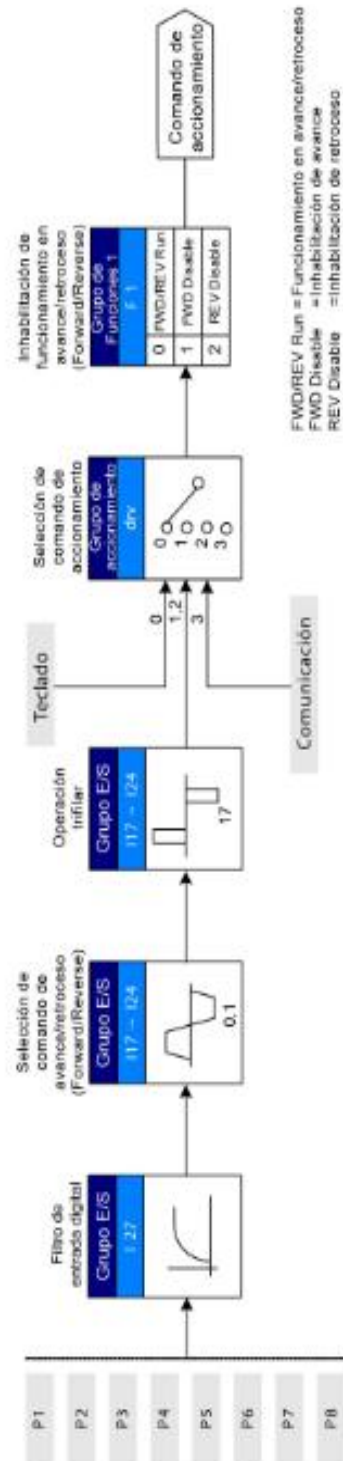 P1
P2
P3
P4
P5
P6
P7
P8
Filtro de
entrada digital
Grupo E/S
I 27
Selección de
comando de
avance/retroceso
(Forward/Reverse)
Grupo E/S
I17 ~ I24
0,1
Operación
trifilar
Grupo E/S
I17 ~ I24
17
Teclado
Comunicación
0
1,2
3
Selección de
comando de
accionamiento
Grupo de
accionamiento
drv
0
1
2
3
Inhabilitación de
funcionamiento en
avance/retroceso
(Forward/Reverse)
Grupo de
Funciones 1
F 1
0 FWD/REV Run
1 FWD Disable
2 REV Disable
Comando de
accionamiento
FWD/REV Run = Funcionamiento en avance/retroceso
FWD Disable =Inhabilitación de avance
REV Disable =Inhabilitación de retroceso